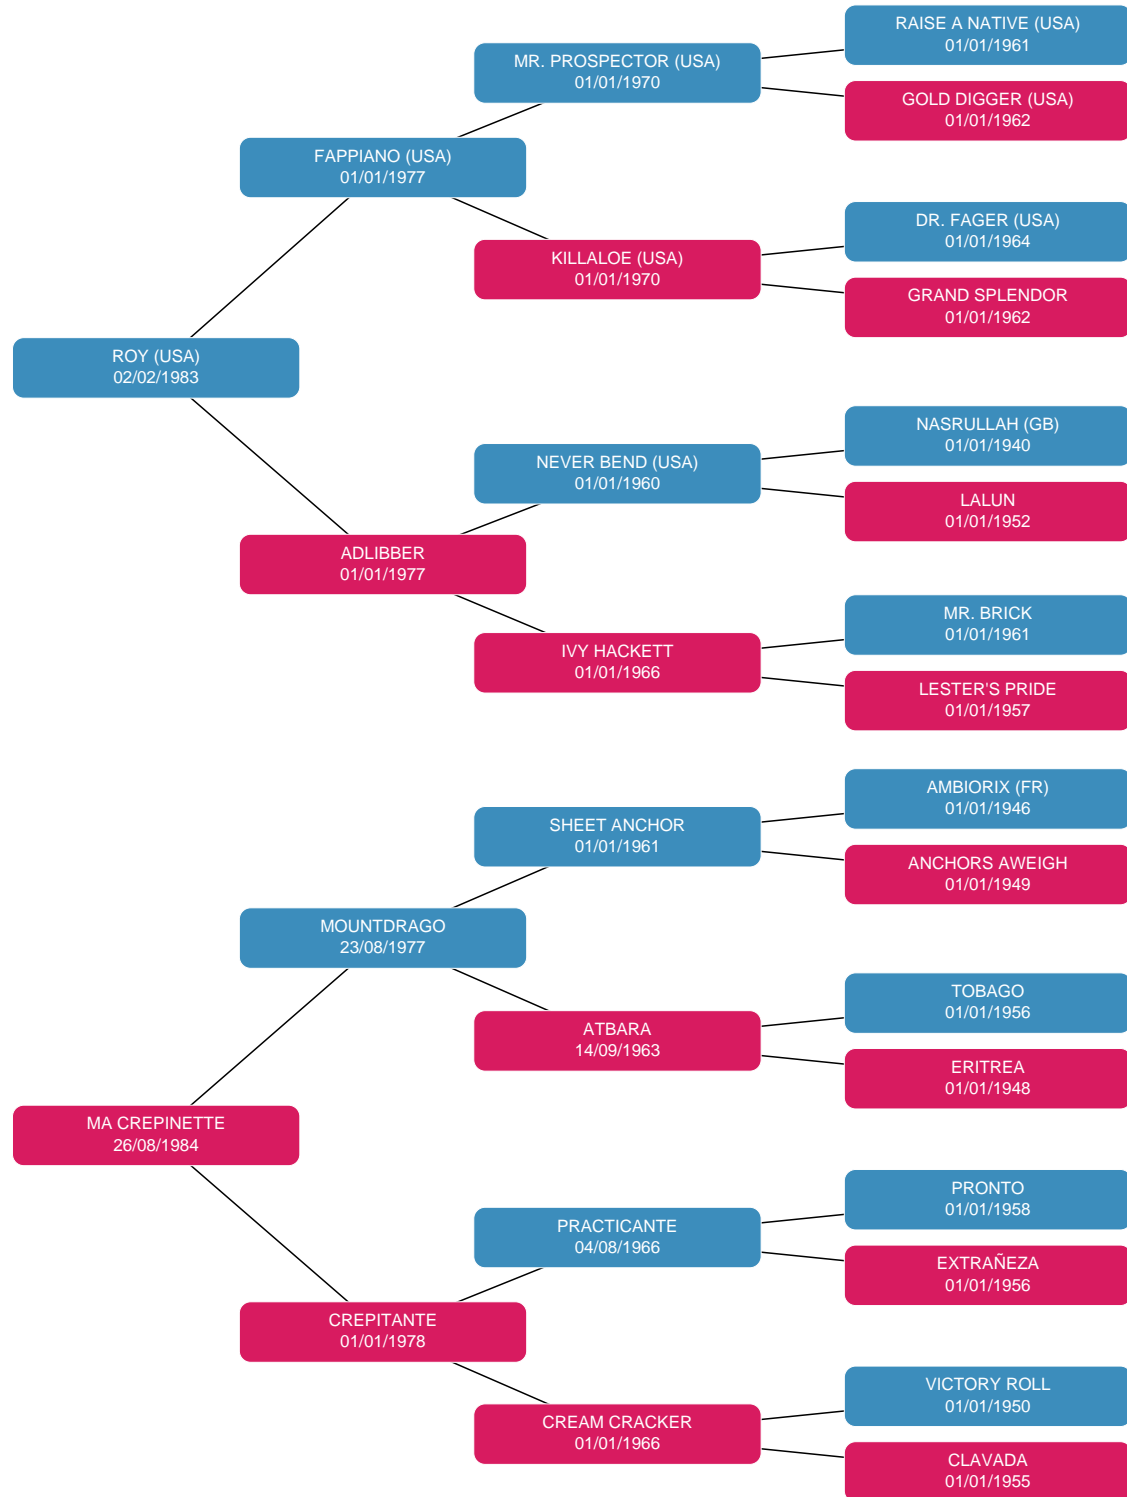 RAISE A NATIVE (USA)
01/01/1961
MR. PROSPECTOR (USA)
01/01/1970
GOLD DIGGER (USA)
01/01/1962
FAPPIANO (USA)
01/01/1977
DR. FAGER (USA)
01/01/1964
KILLALOE (USA)
01/01/1970
GRAND SPLENDOR
01/01/1962
ROY (USA)
02/02/1983
NASRULLAH (GB)
01/01/1940
NEVER BEND (USA)
01/01/1960
LALUN
01/01/1952
ADLIBBER
01/01/1977
MR. BRICK
01/01/1961
IVY HACKETT
01/01/1966
LESTER'S PRIDE
01/01/1957
AMBIORIX (FR)
01/01/1946
SHEET ANCHOR
01/01/1961
ANCHORS AWEIGH
01/01/1949
MOUNTDRAGO
23/08/1977
TOBAGO
01/01/1956
ATBARA
14/09/1963
ERITREA
01/01/1948
MA CREPINETTE
26/08/1984
PRONTO
01/01/1958
PRACTICANTE
04/08/1966
EXTRAÑEZA
01/01/1956
CREPITANTE
01/01/1978
VICTORY ROLL
01/01/1950
CREAM CRACKER
01/01/1966
CLAVADA
01/01/1955